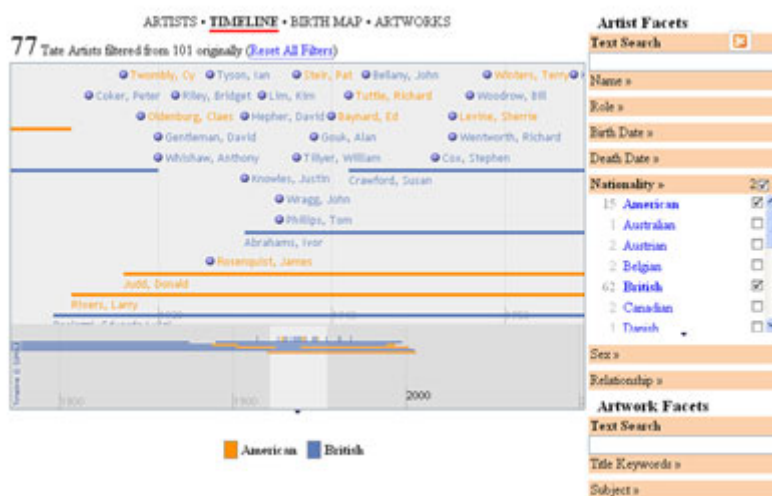 ARTISTS • TIMELINE • BIRTH MAP • ARTWORKS
77 Tate Artists filtered from 101 originally (Reset All Filters)
Twombly, Cy Tyson, Ian Steir, Pat Bellany, John Winters, Terry
Coker, Peter Riley, Bridget Lim, Kim Tuttle, Richard Woodrow, Bill
Oldenburg, Claes Hepher, David Baynard, Ed Levine, Sherrie
Gentleman, David Gouk, Alan Wentworth, Richard
Whishaw, Anthony Tillyer, William Cox, Stephen
Knowles, Justin Crawford, Susan
Wragg, John
Phillips, Tom
Abrahams, Ivor
Rosenquist, James
Judd, Donald
Rivers, Larry
1800 1900 2000
American British
Artist Facets
Text Search
Name »
Role »
Birth Date »
Death Date »
Nationality » 2
15 American
1 Australian
2 Austrian
2 Belgian
62 British
2 Canadian
1 Danish
Sex »
Relationship »
Artwork Facets
Text Search
Title Keywords »
Subject »